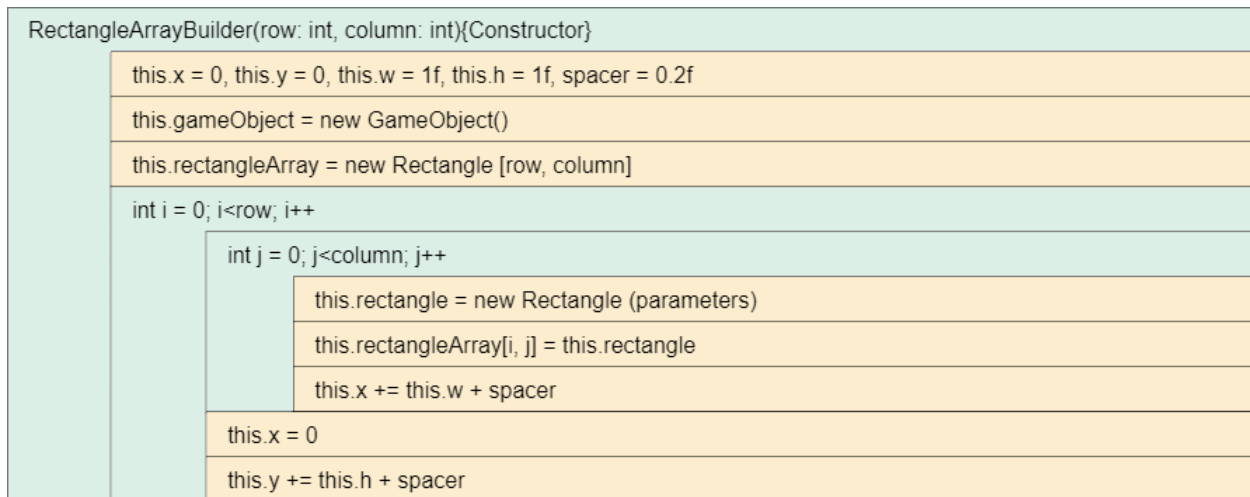 RectangleArrayBuilder(row: int, column: int){Constructor}
this.x = 0, this.y = 0, this.w = 1f, this.h = 1f, spacer = 0.2f
this.gameObject = new GameObject()
this.rectangleArray = new Rectangle [row, column]
int i = 0; i<row; i++
int j = 0; j<column; j++
this.rectangle = new Rectangle (parameters)
this.rectangleArray[i, j] = this.rectangle
this.x += this.w + spacer
this.x = 0
this.y += this.h + spacer